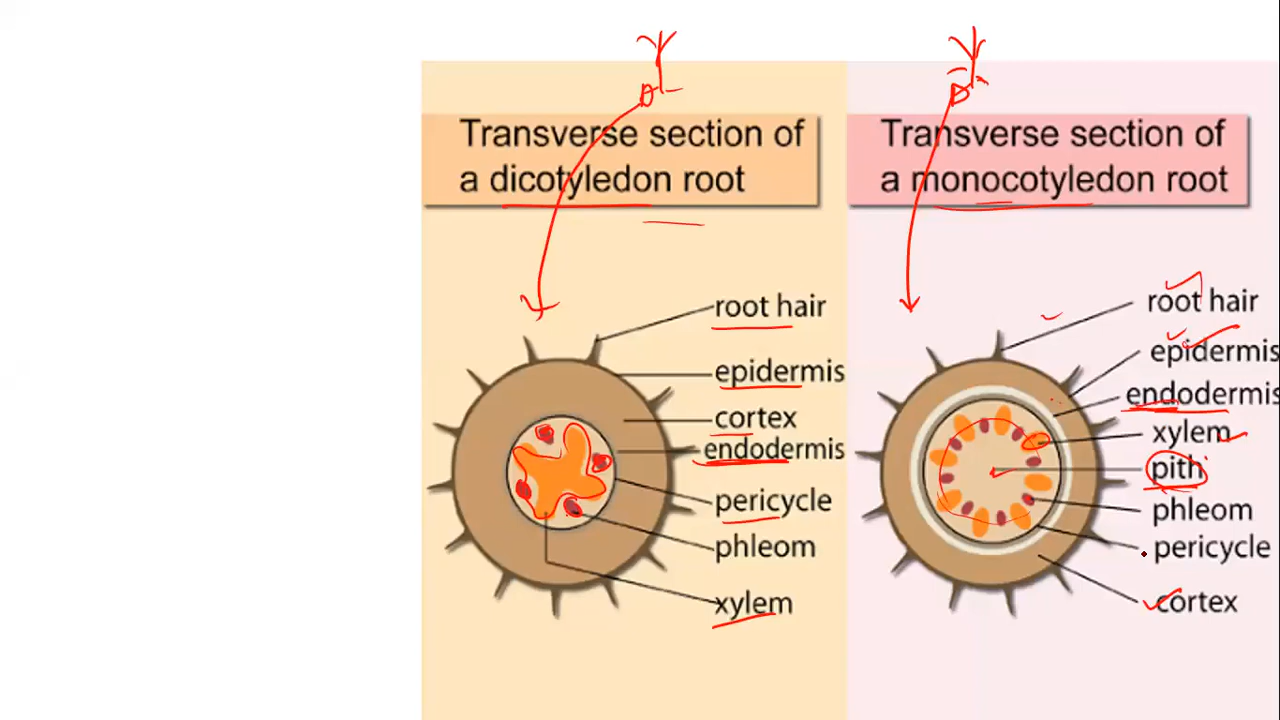 Transverse section of
a dicotyledon root
root hair
epidermis
cortex
endodermis
pericycle
phleom
xylem
Transverse section of
a monocotyledon root
root hair
epidermis
endodermis
xylem
pith
phleom
pericycle
cortex